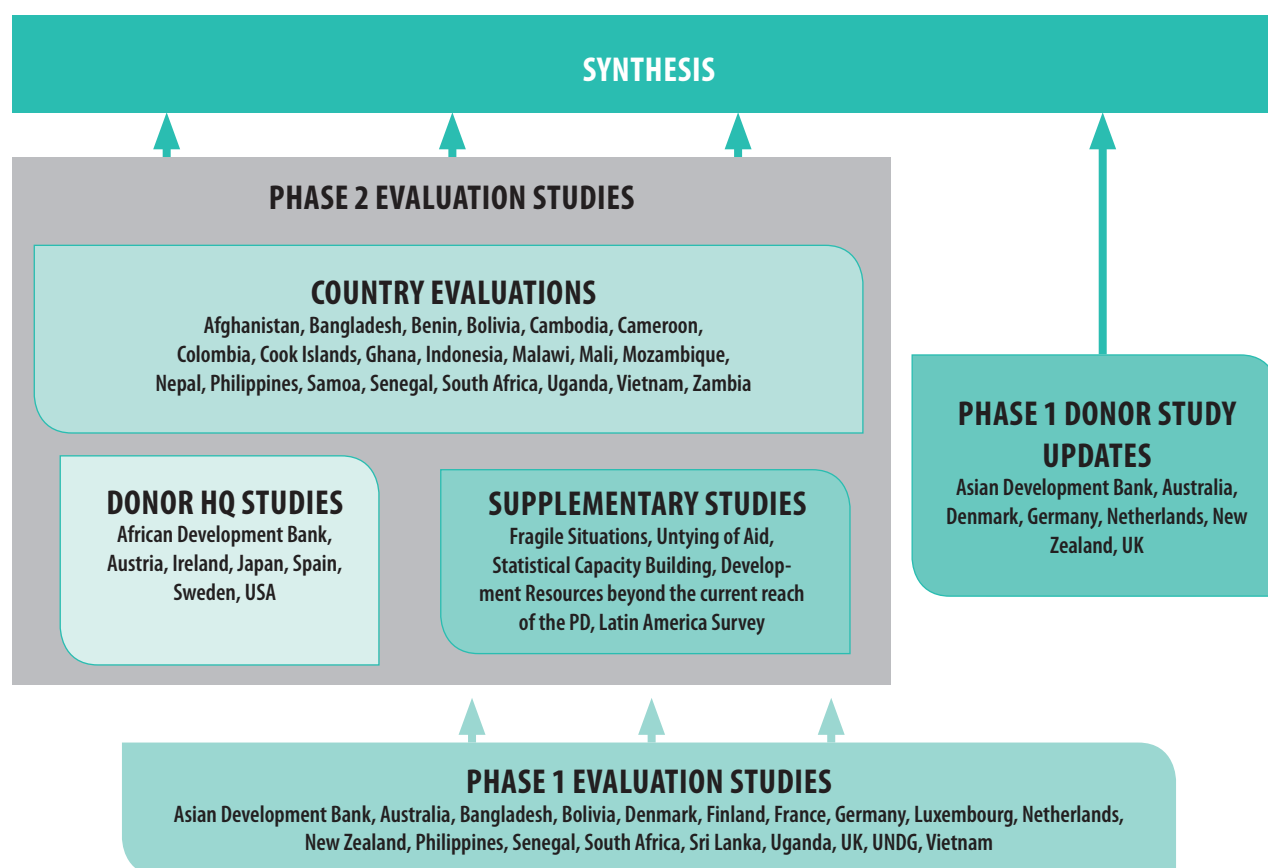 SYNTHESIS
PHASE 2 EVALUATION STUDIES
COUNTRY EVALUATIONS
Afghanistan, Bangladesh, Benin, Bolivia, Cambodia, Cameroon,
Colombia, Cook Islands, Ghana, Indonesia, Malawi, Mali, Mozambique,
Nepal, Philippines, Samoa, Senegal, South Africa, Uganda, Vietnam, Zambia
DONOR HQ STUDIES
African Development Bank,
Austria, Ireland, Japan, Spain,
Sweden, USA
SUPPLEMENTARY STUDIES
Fragile Situations, Untying of Aid,
Statistical Capacity Building, Develop-
ment Resources beyond the current reach
of the PD, Latin America Survey
PHASE 1 DONOR STUDY
UPDATES
Asian Development Bank, Australia,
Denmark, Germany, Netherlands, New
Zealand, UK
PHASE 1 EVALUATION STUDIES
Asian Development Bank, Australia, Bangladesh, Bolivia, Denmark, Finland, France, Germany, Luxembourg, Netherlands,
New Zealand, Philippines, Senegal, South Africa, Sri Lanka, Uganda, UK, UNDG, Vietnam